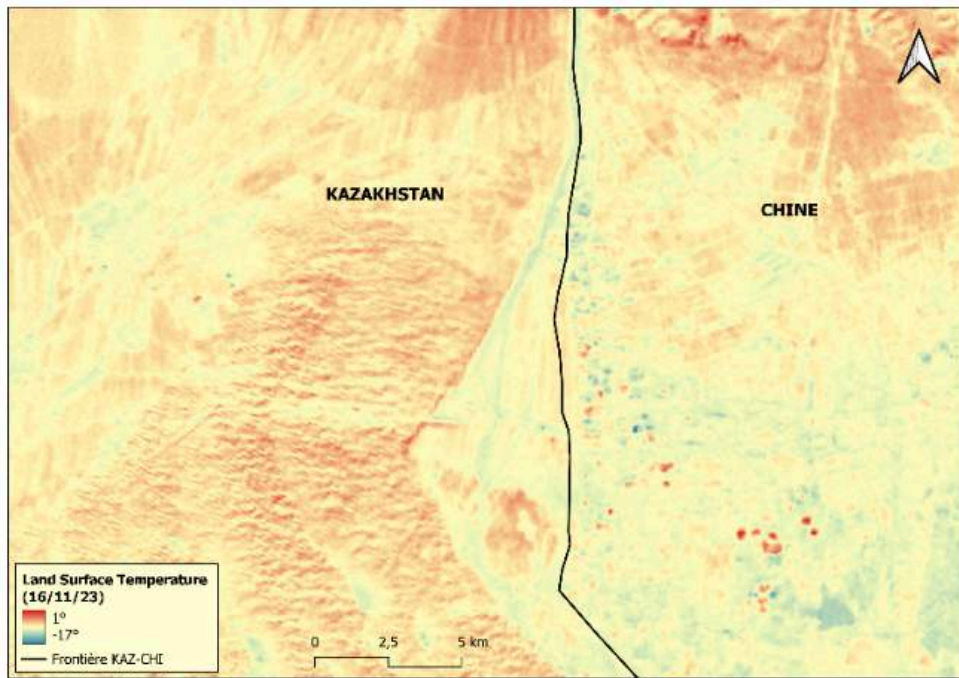 KAZAKHSTAN
CHINE
Land Surface Temperature
(16/11/23)
1°
-17°
Frontière KAZ-CHI
0 2,5 5 km